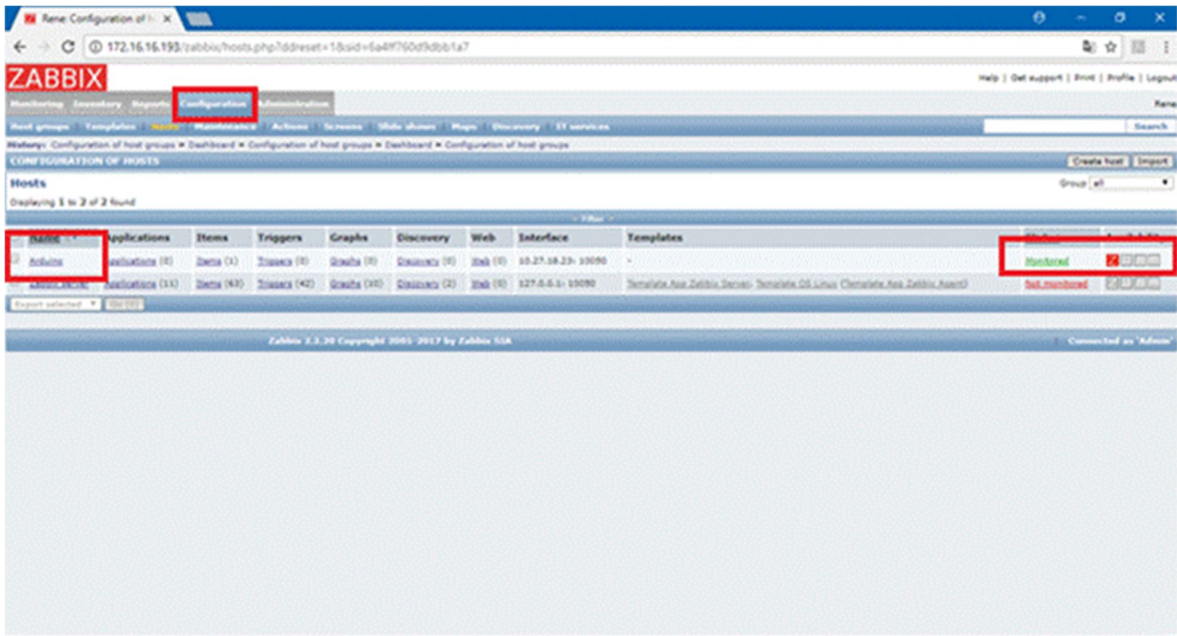 Rene: Configuration of h
172.16.16.193/zabbix/hosts.php?ddreset=1&sid=6a4ff760d9dbb1a7
ZABBIX
Help | Get support | Print | Profile | Logout
Monitoring Inventory Reports Configuration Administration
Rene
Host groups Templates Hosts Maintenance Actions Screens Slide shows Maps Discovery IT services
Search
History: Configuration of host groups » Dashboard » Configuration of host groups » Dashboard » Configuration of host groups
CONFIGURATION OF HOSTS
Create host Import
Hosts
Group all
Displaying 1 to 2 of 2 found
Filter
Name Applications Items Triggers Graphs Discovery Web Interface Templates Status Availability
Arduino Applications (0) Items (1) Triggers (0) Graphs (0) Discovery (0) Web (0) 10.27.18.23: 10050 - Monitored Z
Zabbix server Applications (11) Items (63) Triggers (42) Graphs (10) Discovery (2) Web (0) 127.0.0.1: 10050 Template App Zabbix Server, Template OS Linux (Template App Zabbix Agent) Not monitored Z
Export selected
Zabbix 2.2.20 Copyright 2001-2017 by Zabbix SIA
Connected as 'Admin'